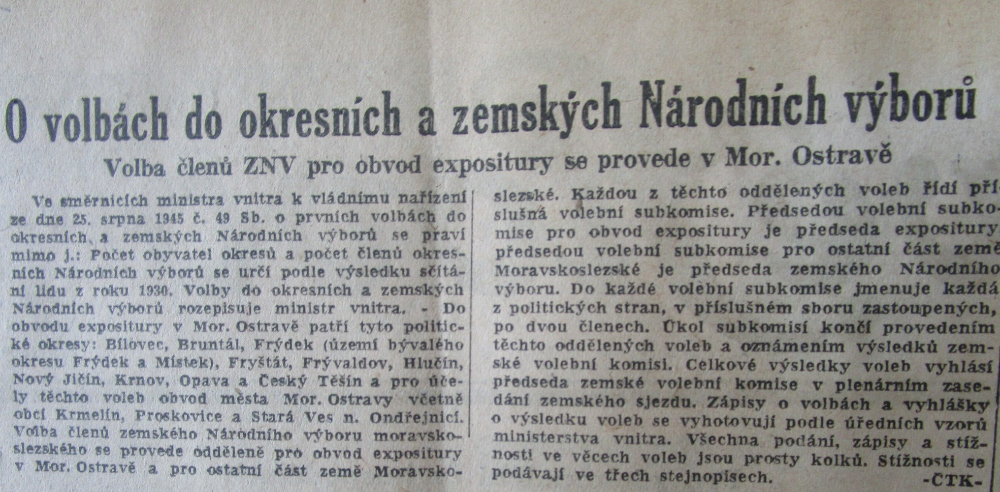 O volbách do okresních a zemských Národních výborů
Volba členů ZNV pro obvod expositury se provede v Mor. Ostravě
Ve směrnicích ministra vnitra k vládnímu nařízení
ze dne 25. srpna 1945 č. 49 Sb. o prvních volbách do
okresních a zemských Národních výborů se praví
mimo j.: Počet obyvatel okresů a počet členů okres-
ních Národních výborů se určí podle výsledku sčítá-
ní lidu z roku 1930. Volby do okresních a zemských
Národních výborů rozepisuje ministr vnitra. - Do
obvodu expositury v Mor. Ostravě patří tyto politic-
ké okresy: Bílovec, Bruntál, Frýdek (území bývalého
okresu Frýdek a Místek), Fryštát, Frývaldov, Hlučín,
Nový Jičín, Krnov, Opava a Český Těšín a pro úče-
ly těchto voleb obvod města Mor. Ostravy včetně
obcí Krmelín, Proskovice a Stará Ves n. Ondřejnicí.
Volba členů zemského Národního výboru moravsko-
slezského se provede odděleně pro obvod expositury
v Mor. Ostravě a pro ostatní část země Moravsko-
slezské. Každou z těchto oddělených voleb řídí pří
slušná volební subkomise. Předsedou volební subko-
mise pro obvod expositury je předseda expositury
předsedou volební subkomise pro ostatní část země
Moravskoslezské je předseda zemského Národního
výboru. Do každé volební subkomise jmenuje každá
z politických stran, v příslušném sboru zastoupených,
po dvou členech. Úkol subkomisí končí provedením
těchto oddělených voleb a oznámením výsledků zem-
ské volební komisi. Celkové výsledky voleb vyhlásí
předseda zemské volební komise v plenárním zase-
dání zemského sjezdu. Zápisy o volbách a vyhlášky
o výsledku voleb se vyhotovují podle úředních vzorů
ministerstva vnitra. Všechna podání, zápisy a stíž-
nosti ve věcech voleb jsou prosty kolků. Stížnosti se
podávají ve třech stejnopisech. -ČTK-